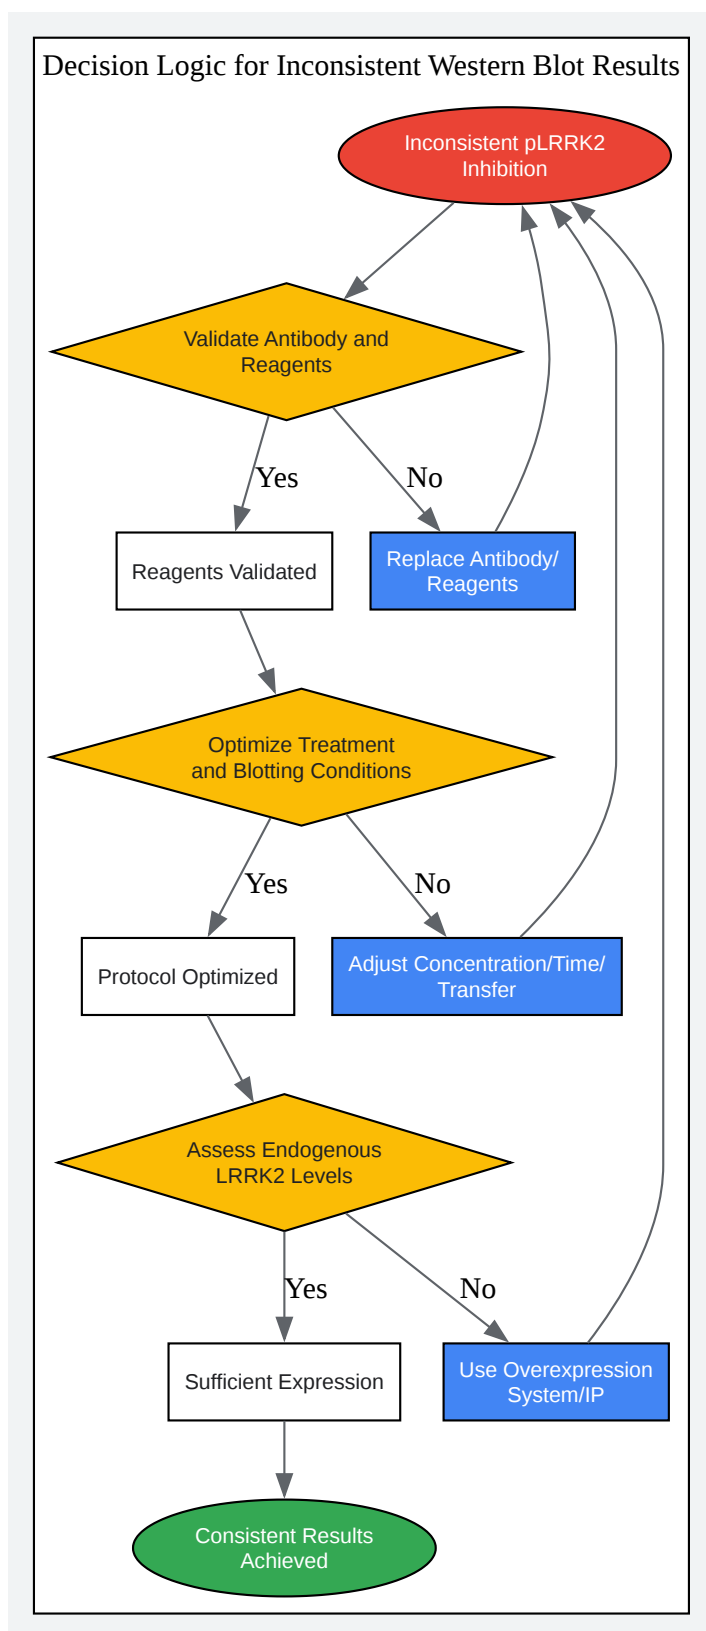 Decision Logic for Inconsistent Western Blot Results
Inconsistent pLRRK2
Inhibition
Validate Antibody and
Reagents
Yes
No
Reagents Validated
Replace Antibody/
Reagents
Optimize Treatment
and Blotting Conditions
Yes
No
Protocol Optimized
Adjust Concentration/Time/
Transfer
Assess Endogenous
LRRK2 Levels
Yes
No
Sufficient Expression
Use Overexpression
System/IP
Consistent Results
Achieved